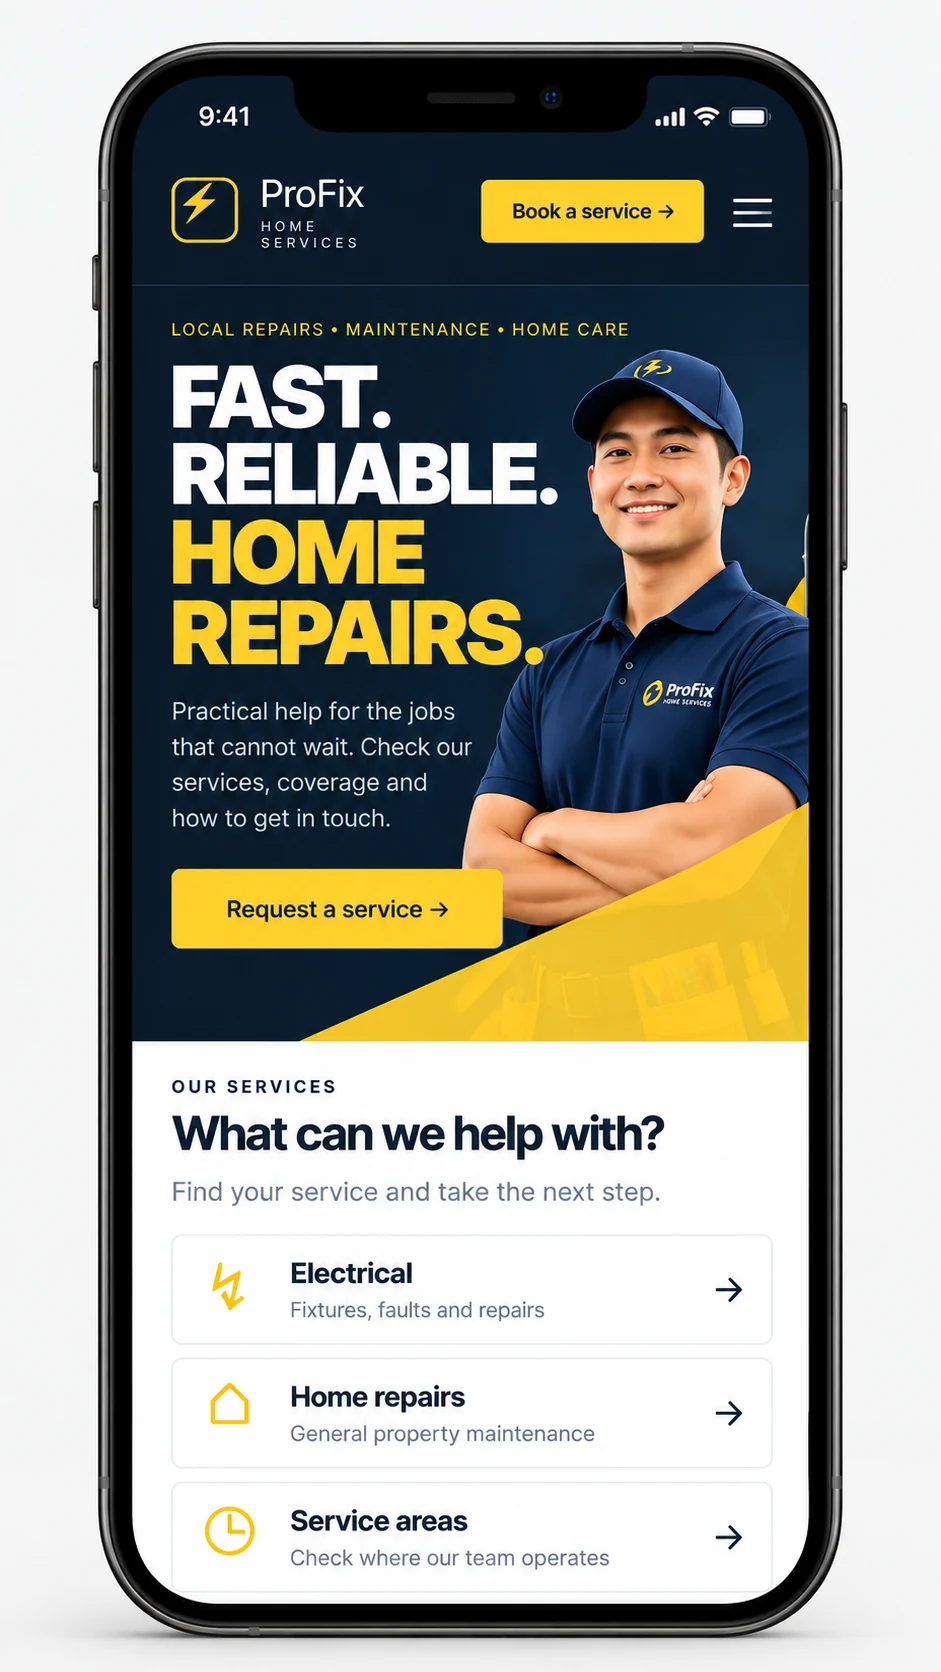 9:41
ProFix
HOME
SERVICES
Book a service →
LOCAL REPAIRS • MAINTENANCE • HOME CARE
FAST.
RELIABLE.
HOME
REPAIRS.
ProFix
HOME SERVICES
Practical help for the jobs
that cannot wait. Check our
services, coverage and
how to get in touch.
Request a service →
OUR SERVICES
What can we help with?
Find your service and take the next step.
Electrical
Fixtures, faults and repairs
Home repairs
General property maintenance
Service areas
Check where our team operates